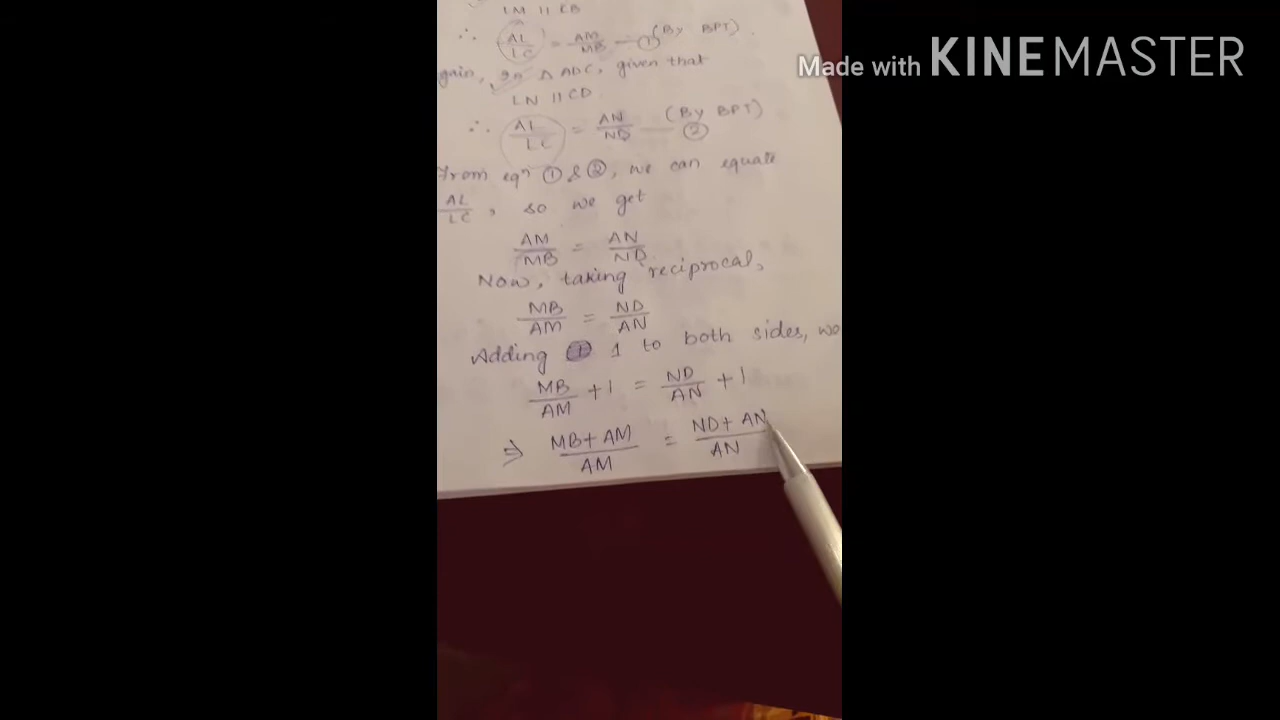 LM || CB
∴ AL/LC = AM/MB — ① (By BPT)
gain, In △ ADC, given that
LN || CD
∴ AL/LC = AN/ND — ② (By BPT)
From eqⁿ ① & ②, we can equate
AL/LC, so we get
AM/MB = AN/ND
Now, taking reciprocal,
MB/AM = ND/AN
Adding 1 to both sides, we
MB/AM + 1 = ND/AN + 1
⇒ MB + AM/AM = ND + AN/AN
Made with KINEMASTER